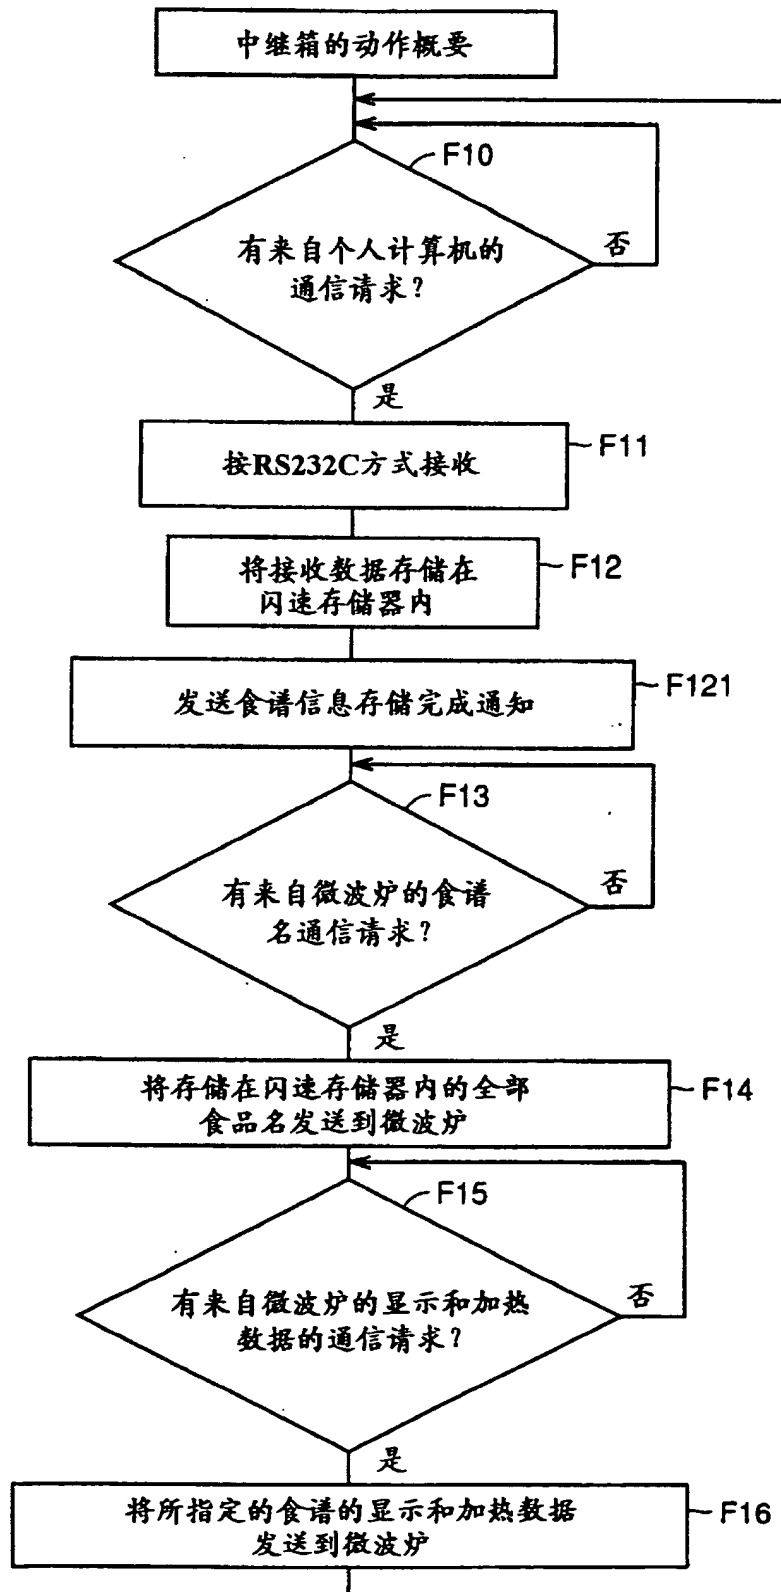 中继箱的动作概要
F10
有来自个人计算机的
通信请求？
否
是
按RS232C方式接收
F11
将接收数据存储在
闪速存储器内
F12
发送食谱信息存储完成通知
F121
F13
有来自微波炉的食谱
名通信请求？
否
是
将存储在闪速存储器内的全部
食品名发送到微波炉
F14
F15
有来自微波炉的显示和加热
数据的通信请求？
否
是
将所指定的食谱的显示和加热数据
发送到微波炉
F16